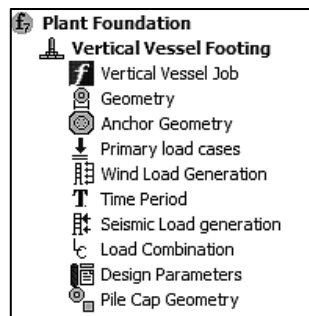 Plant Foundation
Vertical Vessel Footing
Vertical Vessel Job
Geometry
Anchor Geometry
Primary load cases
Wind Load Generation
Time Period
Seismic Load generation
Load Combination
Design Parameters
Pile Cap Geometry